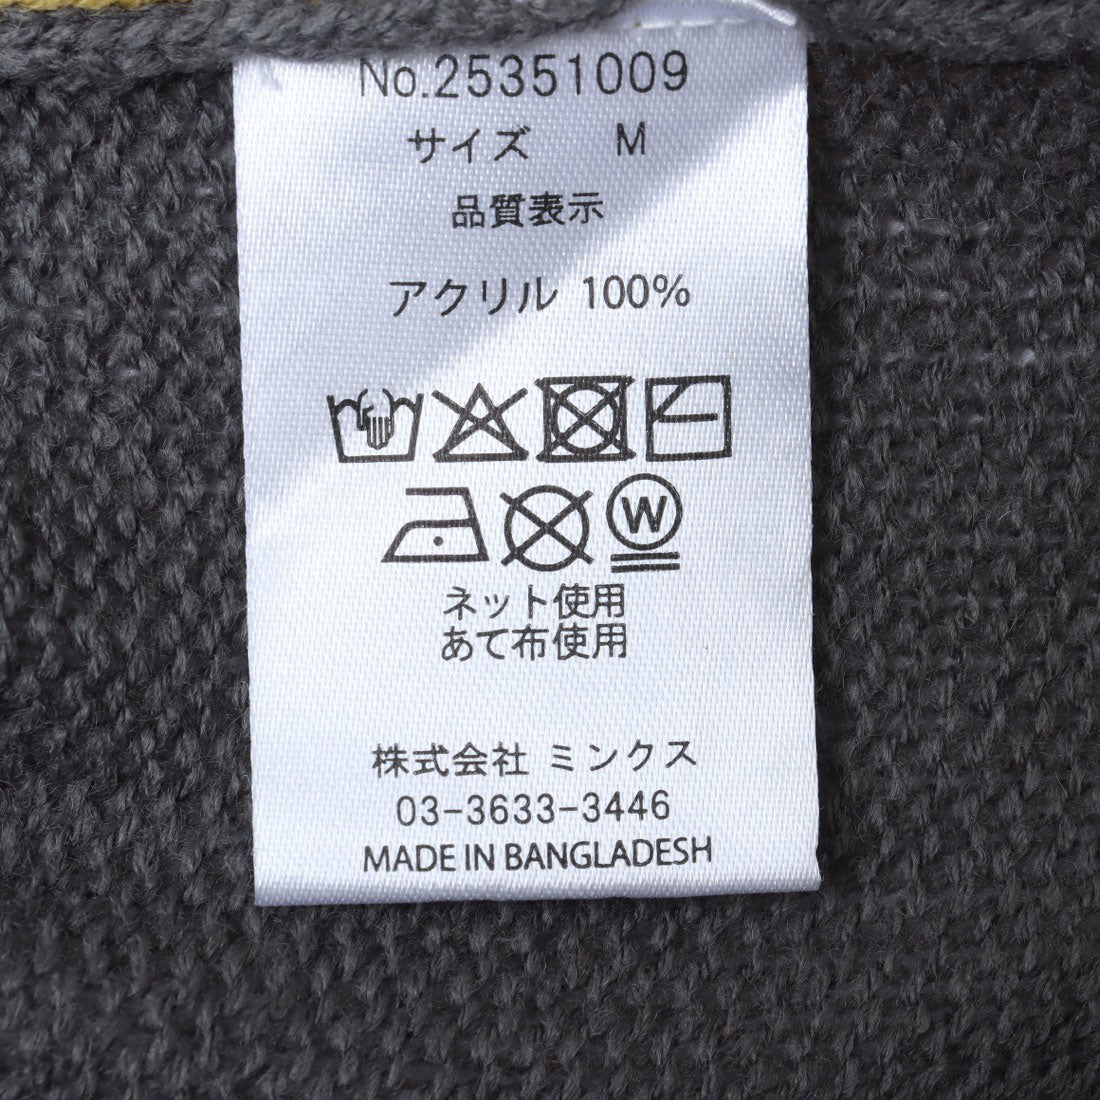 No.25351009
サイズ M
品質表示
アクリル 100%
W
ネット使用
あて布使用
株式会社 ミンクス
03-3633-3446
MADE IN BANGLADESH